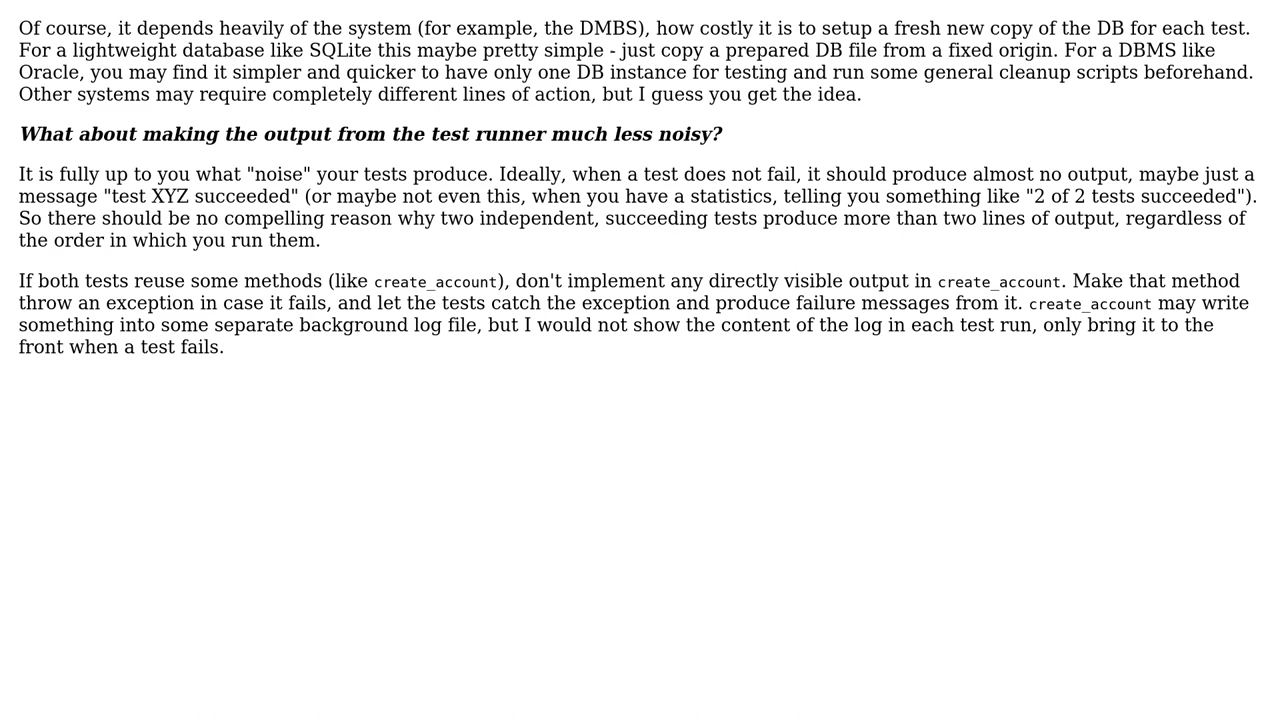 Of course, it depends heavily of the system (for example, the DMBS), how costly it is to setup a fresh new copy of the DB for each test.
For a lightweight database like SQLite this maybe pretty simple - just copy a prepared DB file from a fixed origin. For a DBMS like
Oracle, you may find it simpler and quicker to have only one DB instance for testing and run some general cleanup scripts beforehand.
Other systems may require completely different lines of action, but I guess you get the idea.
What about making the output from the test runner much less noisy?
It is fully up to you what "noise" your tests produce. Ideally, when a test does not fail, it should produce almost no output, maybe just a
message "test XYZ succeeded" (or maybe not even this, when you have a statistics, telling you something like "2 of 2 tests succeeded").
So there should be no compelling reason why two independent, succeeding tests produce more than two lines of output, regardless of
the order in which you run them.
If both tests reuse some methods (like create_account), don't implement any directly visible output in create_account. Make that method
throw an exception in case it fails, and let the tests catch the exception and produce failure messages from it. create_account may write
something into some separate background log file, but I would not show the content of the log in each test run, only bring it to the
front when a test fails.